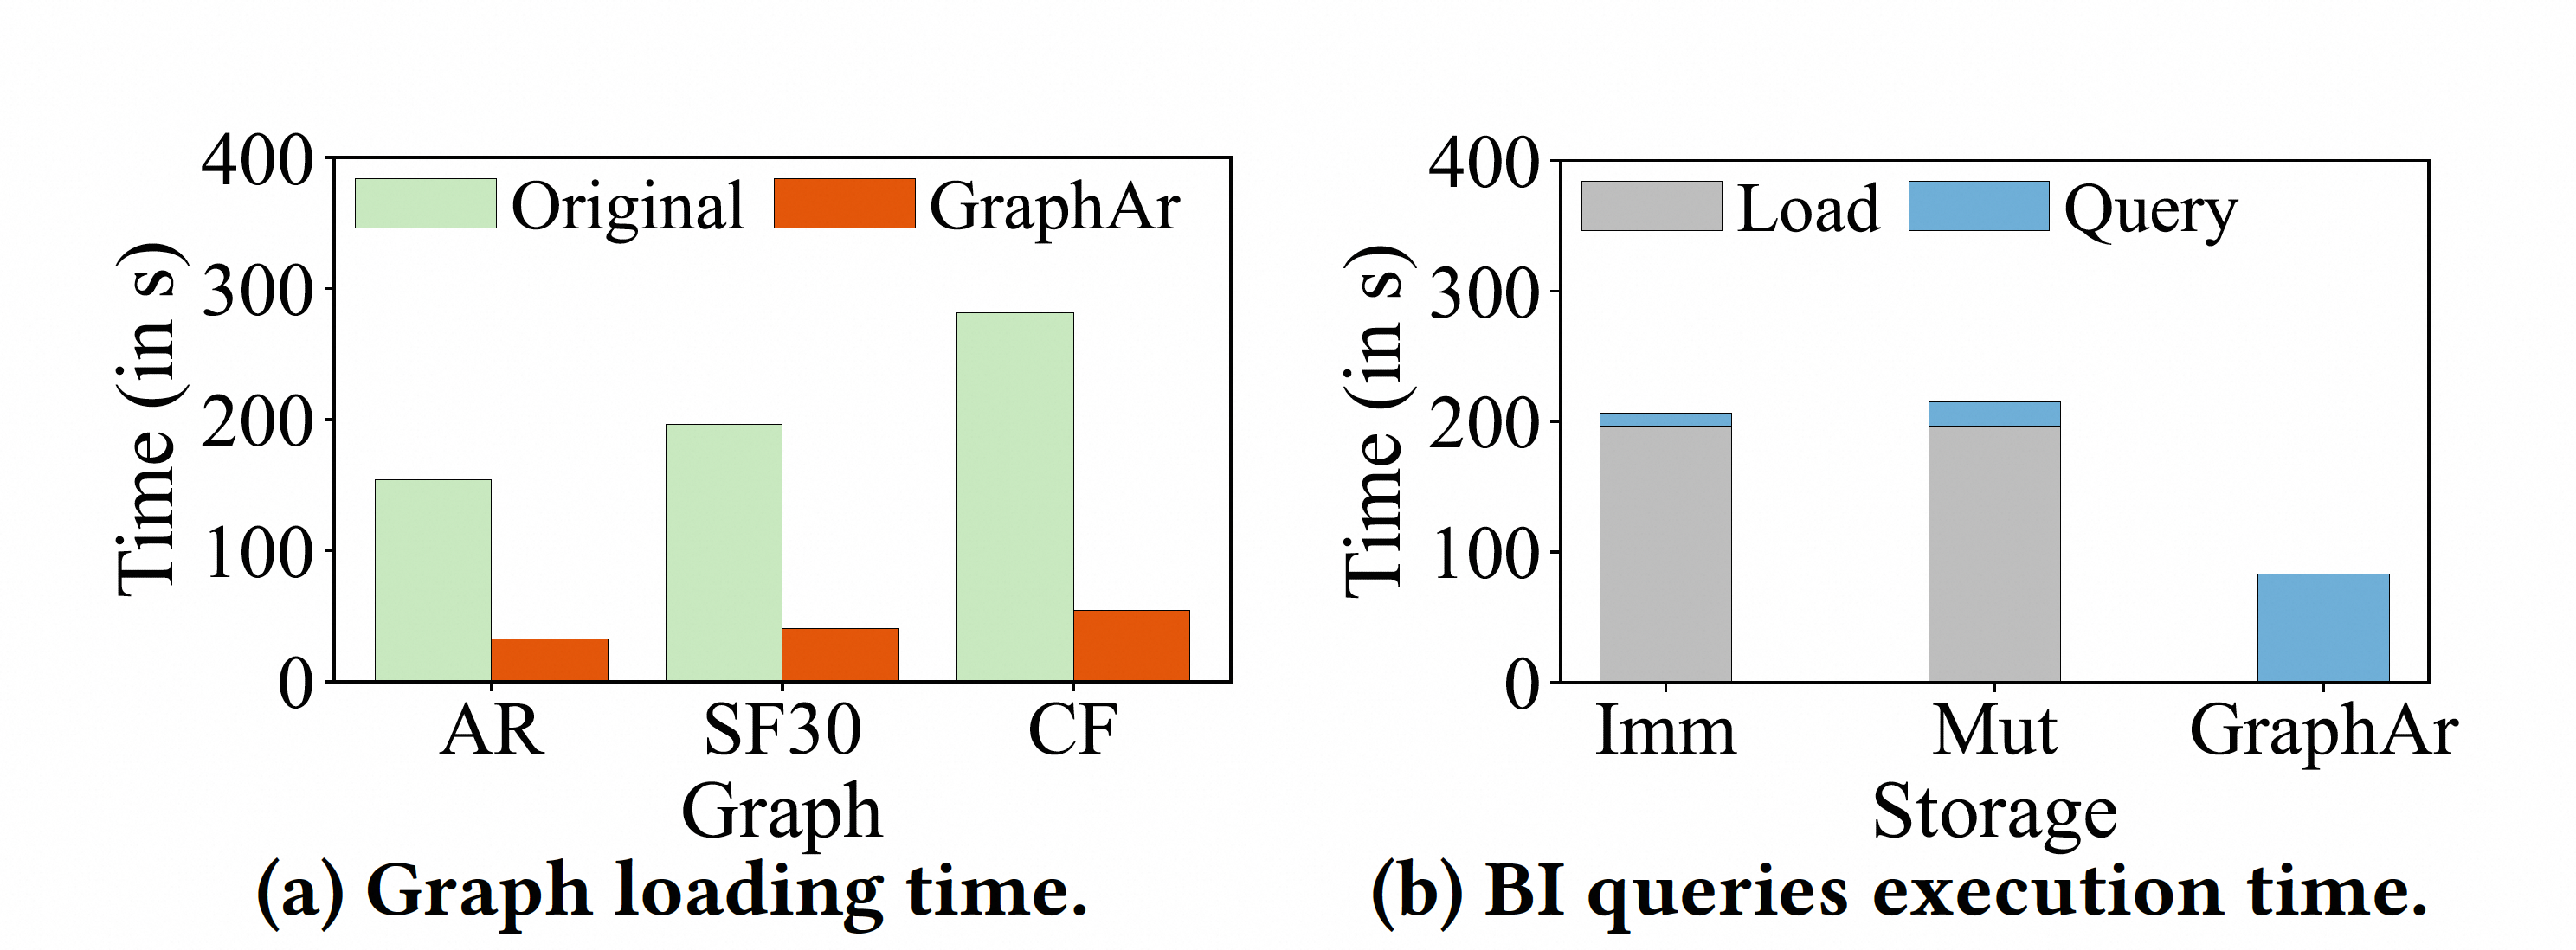 400
300
200
100
0
Time (in s)
Original GraphAr
AR SF30 CF
Graph
(a) Graph loading time.
400
300
200
100
0
Time (in s)
Load Query
Imm Mut GraphAr
Storage
(b) BI queries execution time.